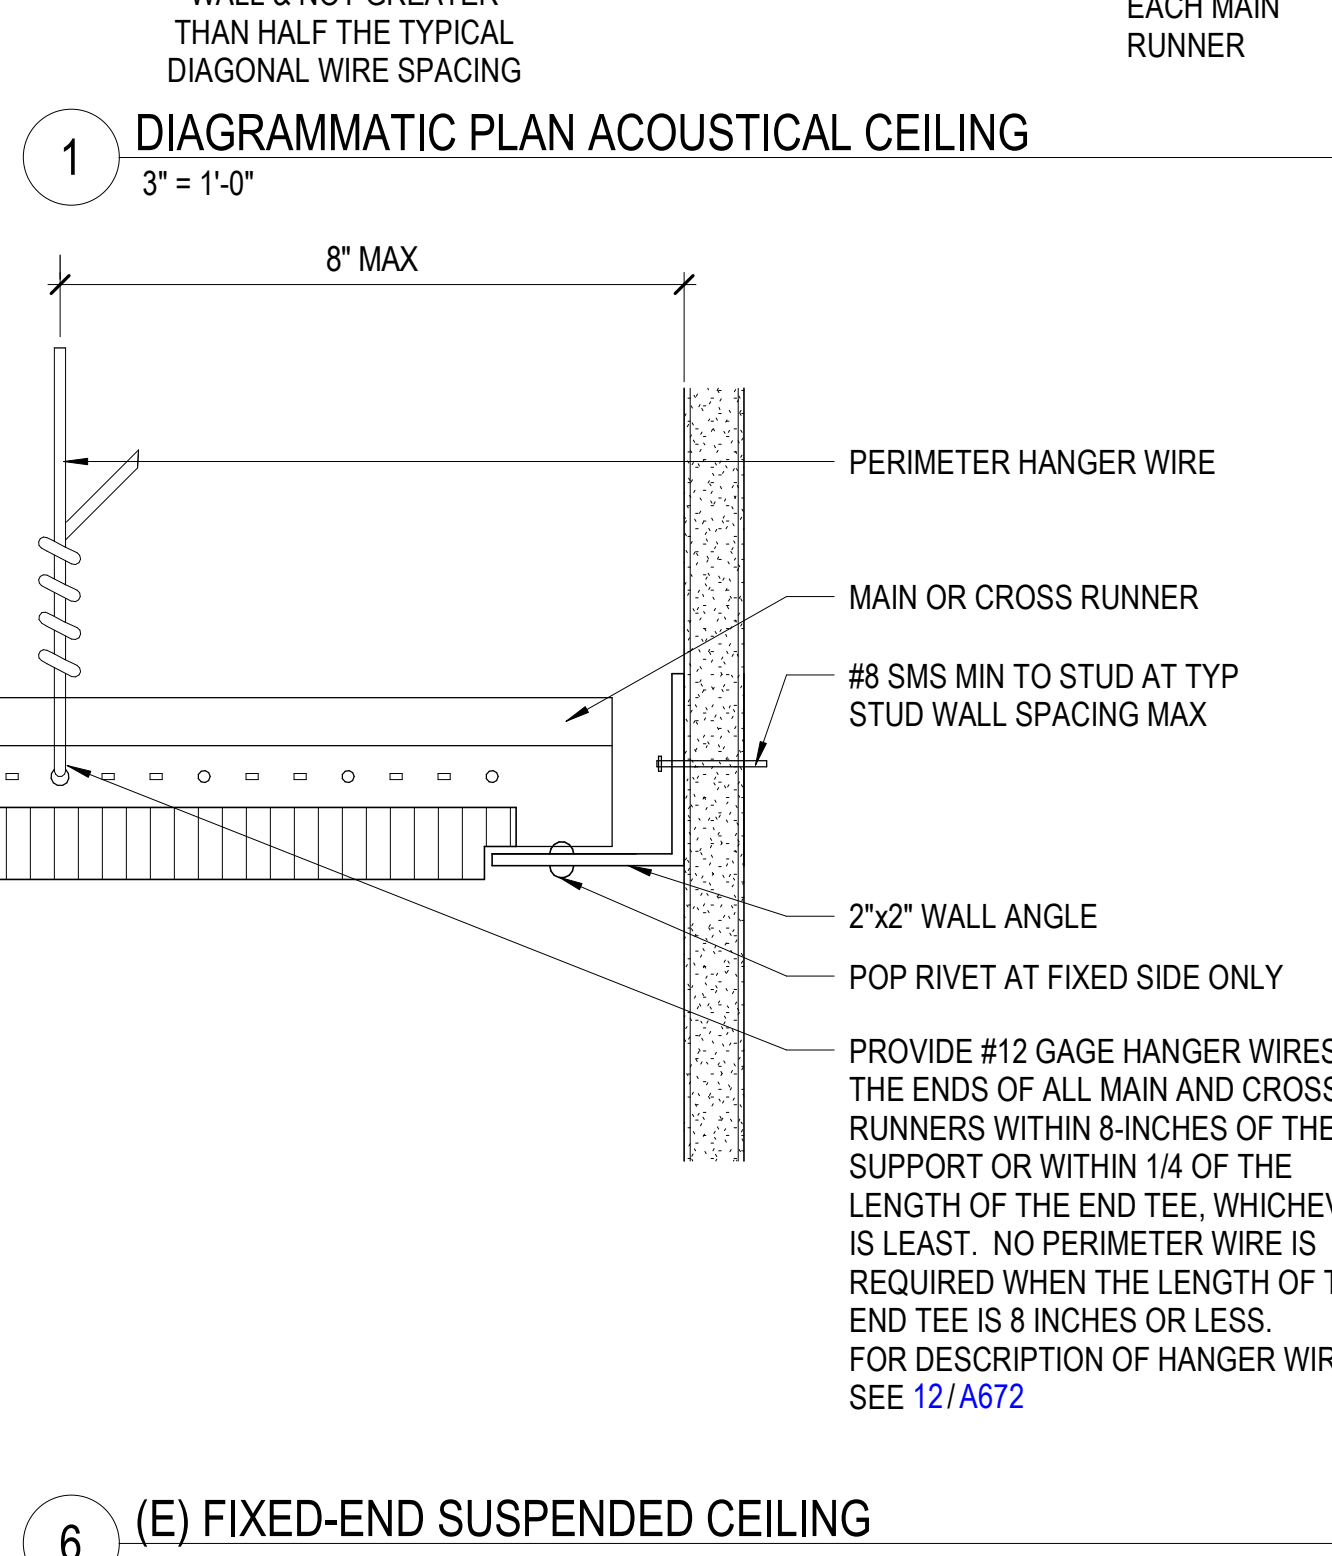 THAN HALF THE TYPICAL
DIAGONAL WIRE SPACING
EACH MAIN
RUNNER
1
DIAGRAMMATIC PLAN ACOUSTICAL CEILING
3" = 1'-0"
8" MAX
PERIMETER HANGER WIRE
MAIN OR CROSS RUNNER
#8 SMS MIN TO STUD AT TYP
STUD WALL SPACING MAX
2"x2" WALL ANGLE
POP RIVET AT FIXED SIDE ONLY
PROVIDE #12 GAGE HANGER WIRES
THE ENDS OF ALL MAIN AND CROSS
RUNNERS WITHIN 8-INCHES OF THE
SUPPORT OR WITHIN 1/4 OF THE
LENGTH OF THE END TEE,
IS LEAST. NO PERIMETER WIRE IS
REQUIRED WHEN THE LENGTH OF
END TEE IS 8 INCHES OR LESS.
FOR DESCRIPTION OF HANGER
SEE 12/A672
6
(E) FIXED-END SUSPENDED CEILING